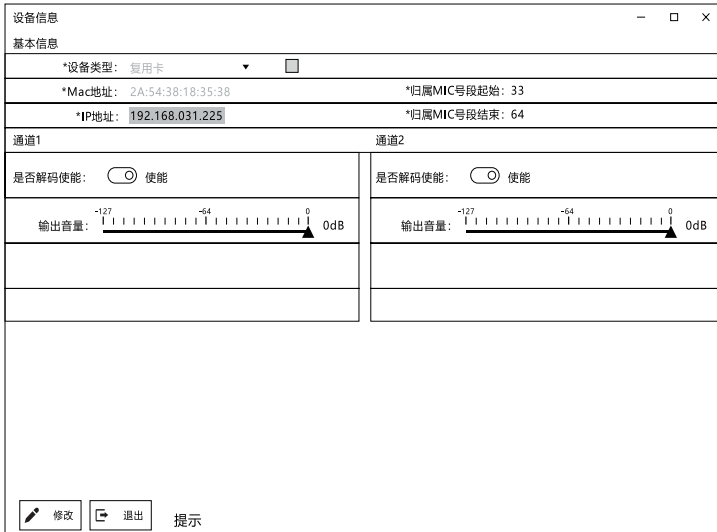 设备信息
基本信息
*设备类型: 复用卡
*Mac地址: 2A:54:38:18:35:38 *归属MIC号段起始: 33
*IP地址: 192.168.031.225 *归属MIC号段结束: 64
通道1 通道2
是否解码使能: 使能 是否解码使能: 使能
-127 -64 0 -127 -64 0
输出音量: 0dB 输出音量: 0dB
修改 退出 提示